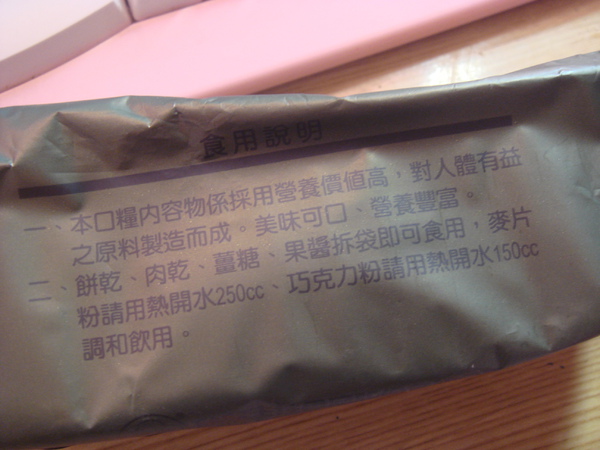 食用說明
一、本口糧內容物係採用營養價值高，對人體有益
之原料製造而成。美味可口、營養豐富。
二、餅乾、肉乾、薑糖、果醬拆袋即可食用，麥片
粉請用熱開水250cc、巧克力粉請用熱開水150cc
調和飲用。